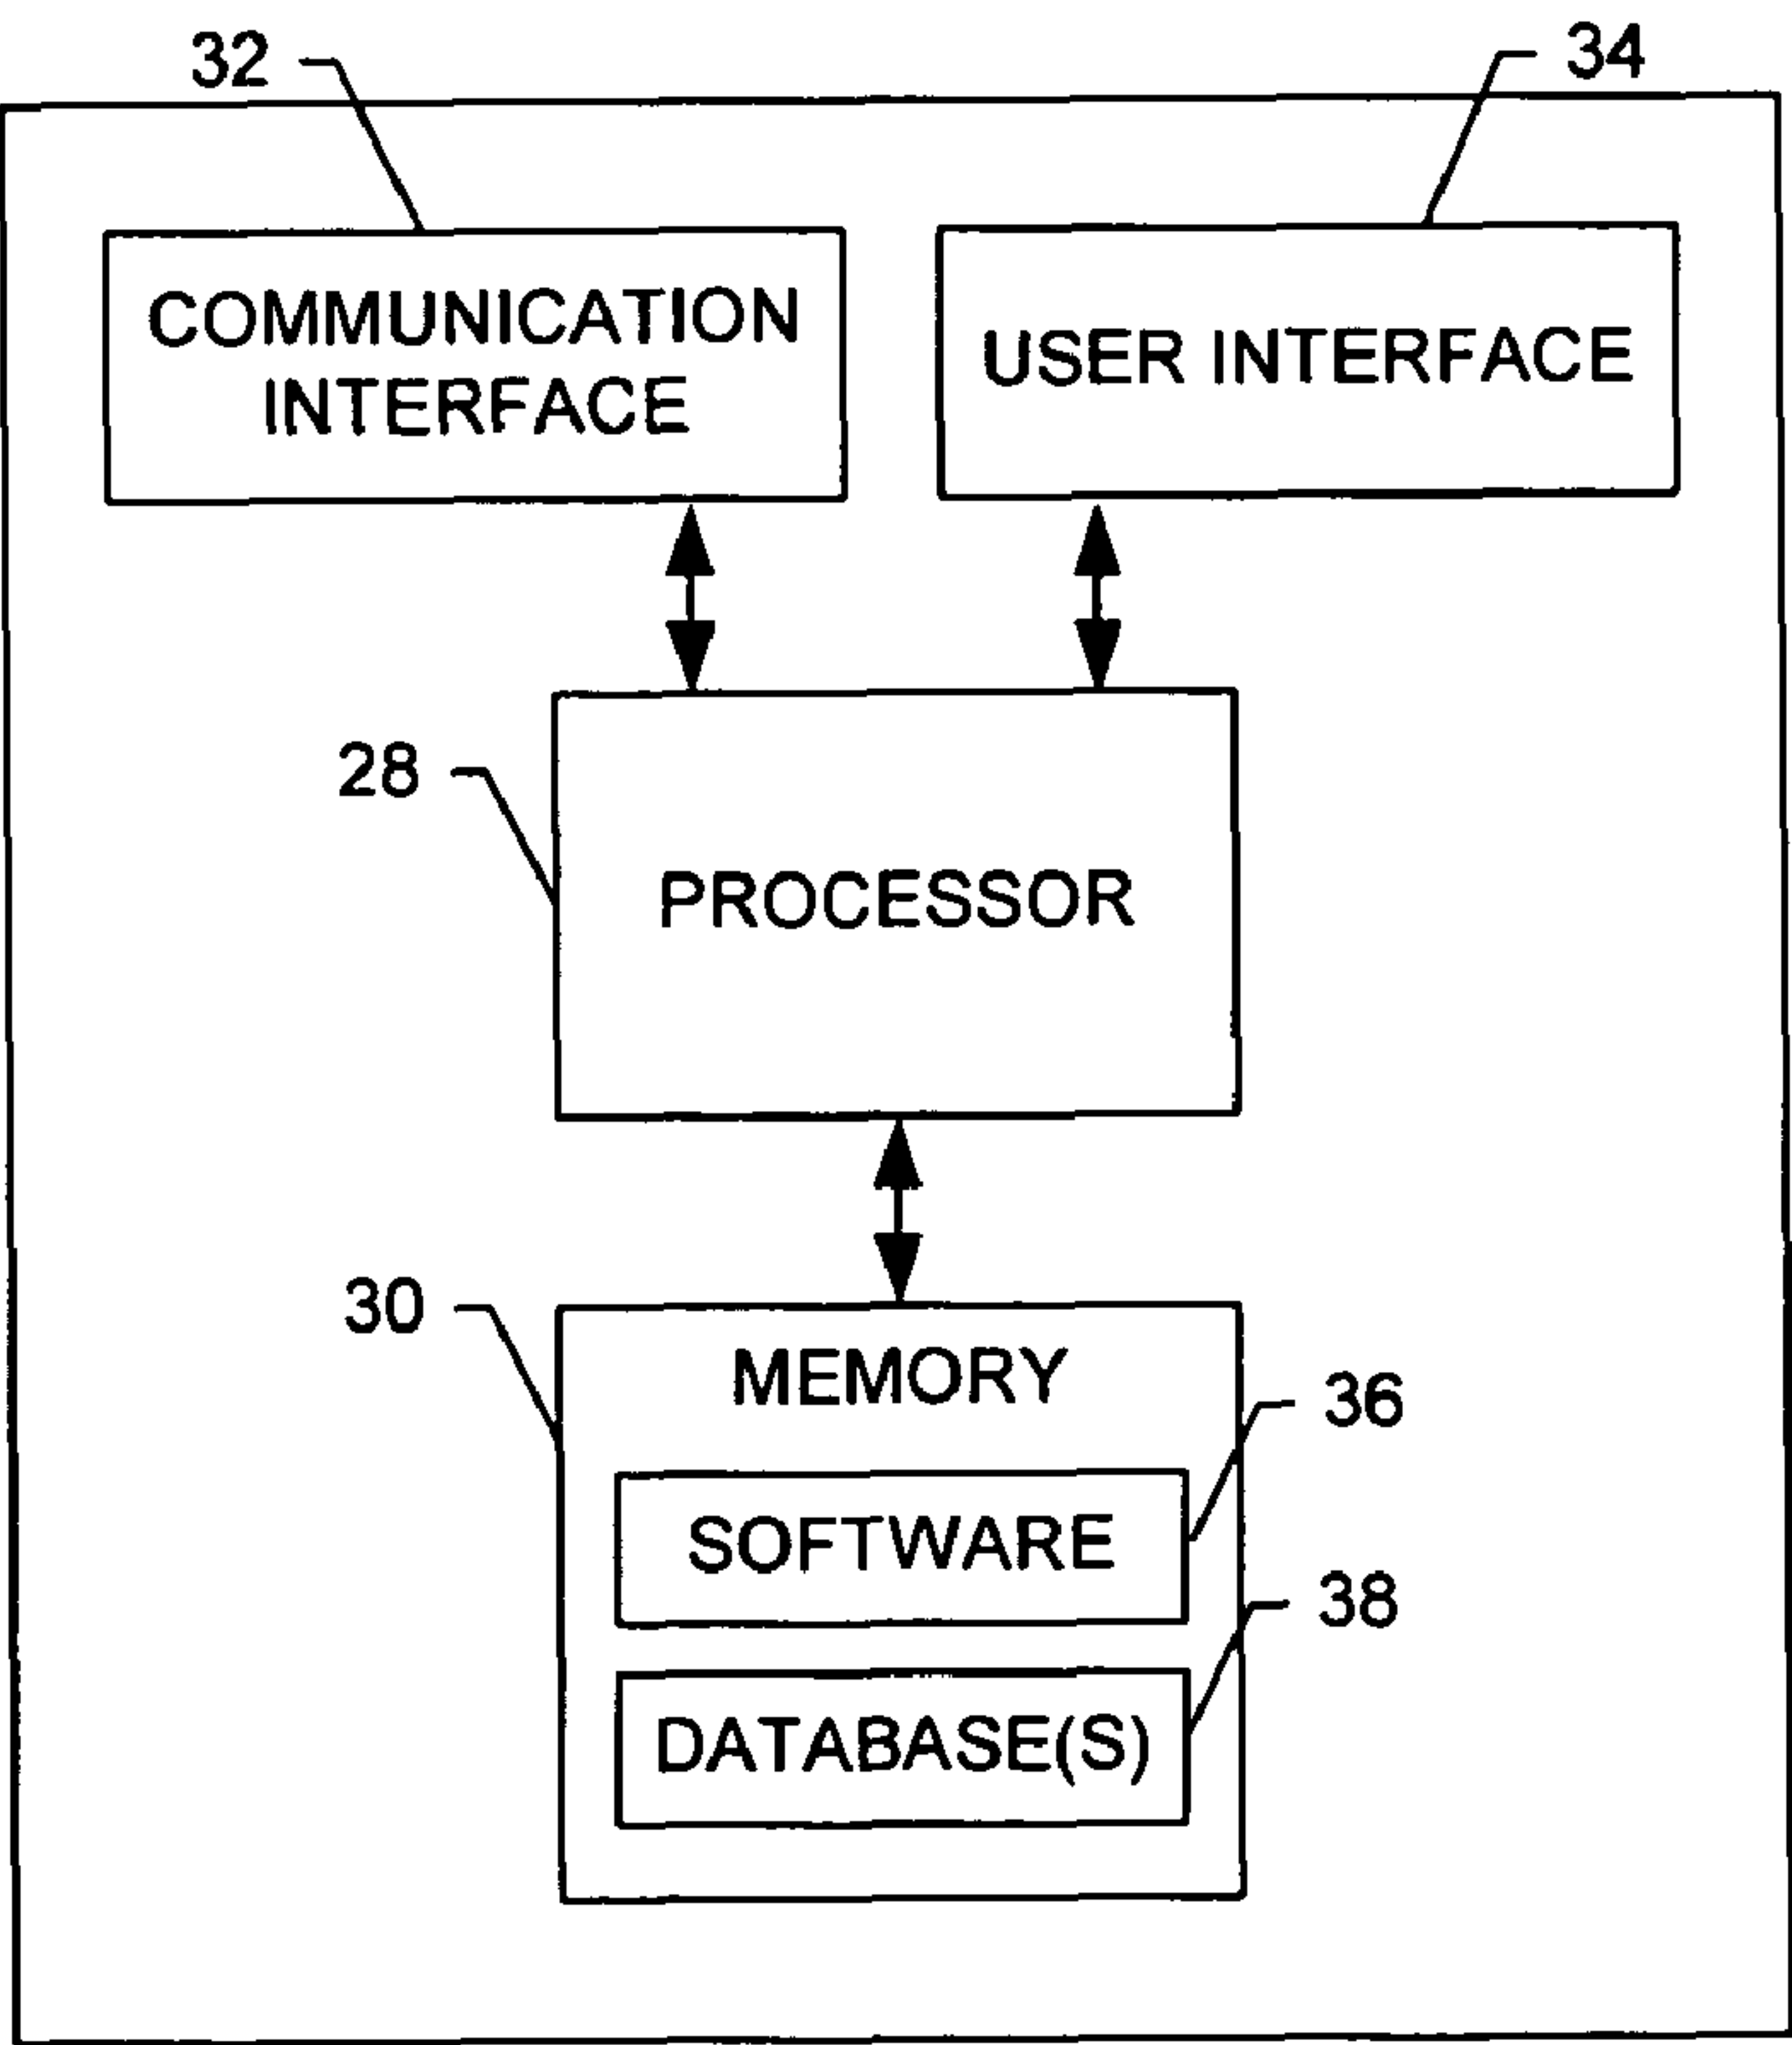 32
34
COMMUNICATION
INTERFACE
USER INTERFACE
28
PROCESSOR
30
MEMORY
36
SOFTWARE
38
DATABASE(S)